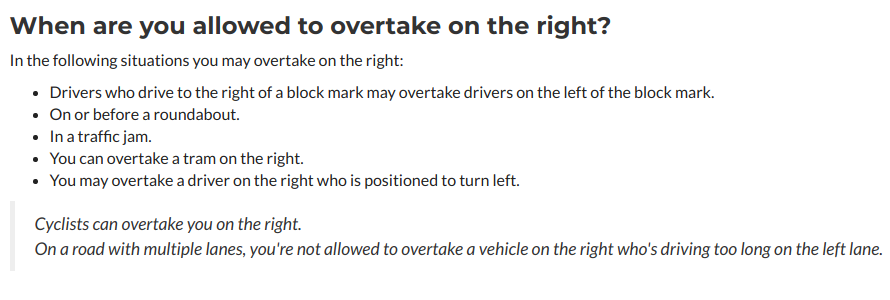 When are you allowed to overtake on the right?
In the following situations you may overtake on the right:
• Drivers who drive to the right of a block mark may overtake drivers on the left of the block mark.
• On or before a roundabout.
• In a traffic jam.
• You can overtake a tram on the right.
• You may overtake a driver on the right who is positioned to turn left.
Cyclists can overtake you on the right.
On a road with multiple lanes, you're not allowed to overtake a vehicle on the right who's driving too long on the left lane.